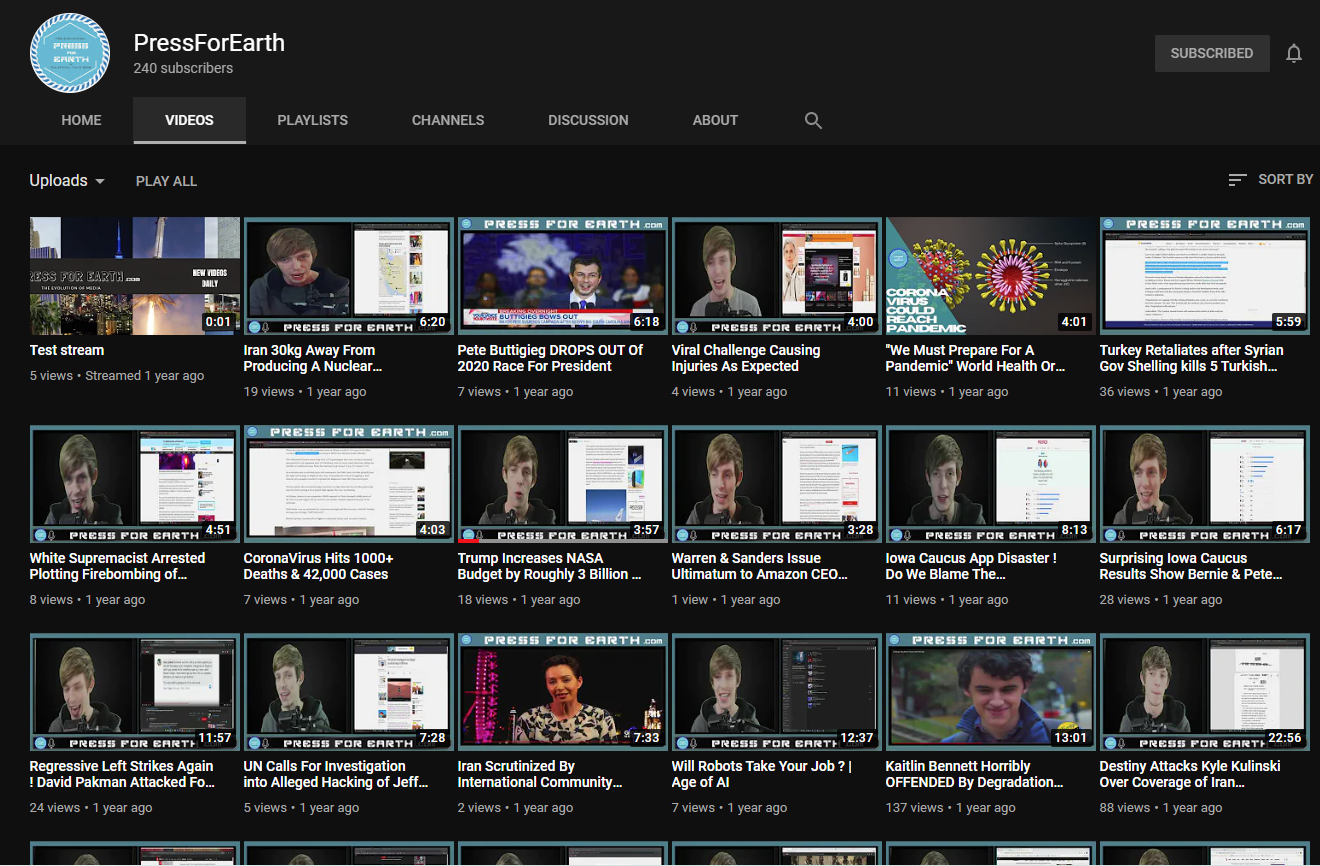 PRESS
FOR
EARTH
PressForEarth
240 subscribers
SUBSCRIBED
HOME
VIDEOS
PLAYLISTS
CHANNELS
DISCUSSION
ABOUT
Uploads
PLAY ALL
SORT BY
RESS FOR EARTH.com
THE EVOLUTION OF MEDIA
NEW VIDEOS
DAILY
0:01
PRESS FOR EARTH
6:20
PRESS FOR EARTH.com
BREAKING OVERNIGHT
BUTTIGIEG BOWS OUT
6:18
PRESS FOR EARTH
4:00
CORONA
VIRUS
COULD
REACH
PANDEMIC
4:01
PRESS FOR EARTH.com
5:59
Test stream
5 views • Streamed 1 year ago
Iran 30kg Away From
Producing A Nuclear...
19 views • 1 year ago
Pete Buttigieg DROPS OUT Of
2020 Race For President
7 views • 1 year ago
Viral Challenge Causing
Injuries As Expected
4 views • 1 year ago
"We Must Prepare For A
Pandemic" World Health Or...
11 views • 1 year ago
Turkey Retaliates after Syrian
Gov Shelling kills 5 Turkish...
36 views • 1 year ago
PRESS FOR EARTH
4:51
PRESS FOR EARTH.com
4:03
PRESS FOR EARTH
3:57
PRESS FOR EARTH
3:28
PRESS FOR EARTH
8:13
PRESS FOR EARTH
6:17
White Supremacist Arrested
Plotting Firebombing of...
8 views • 1 year ago
CoronaVirus Hits 1000+
Deaths & 42,000 Cases
7 views • 1 year ago
Trump Increases NASA
Budget by Roughly 3 Billion ...
18 views • 1 year ago
Warren & Sanders Issue
Ultimatum to Amazon CEO...
1 view • 1 year ago
Iowa Caucus App Disaster !
Do We Blame The...
11 views • 1 year ago
Surprising Iowa Caucus
Results Show Bernie & Pete...
28 views • 1 year ago
PRESS FOR EARTH
11:57
PRESS FOR EARTH
7:28
PRESS FOR EARTH.com
7:33
PRESS FOR EARTH
12:37
PRESS FOR EARTH.com
13:01
PRESS FOR EARTH
22:56
Regressive Left Strikes Again
! David Pakman Attacked Fo...
24 views • 1 year ago
UN Calls For Investigation
into Alleged Hacking of Jeff...
5 views • 1 year ago
Iran Scrutinized By
International Community...
2 views • 1 year ago
Will Robots Take Your Job ? |
Age of AI
7 views • 1 year ago
Kaitlin Bennett Horribly
OFFENDED By Degradation...
137 views • 1 year ago
Destiny Attacks Kyle Kulinski
Over Coverage of Iran...
88 views • 1 year ago